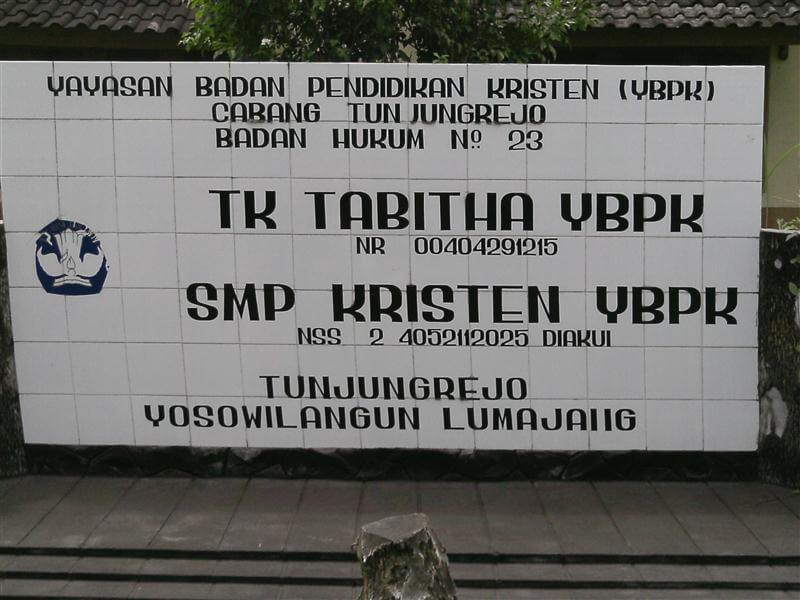 YAYASAN BADAN PENDIDIKAN KRISTEN (YBPK)
CABANG TUNJUNGREJO
BADAN HUKUM Nº 23
TK TABITHA YBPK
NR 00404291215
SMP KRISTEN YBPK
NSS 2 4052112025 DIAKUI
TUNJUNGREJO
YOSOWILANGUN LUMAJANG